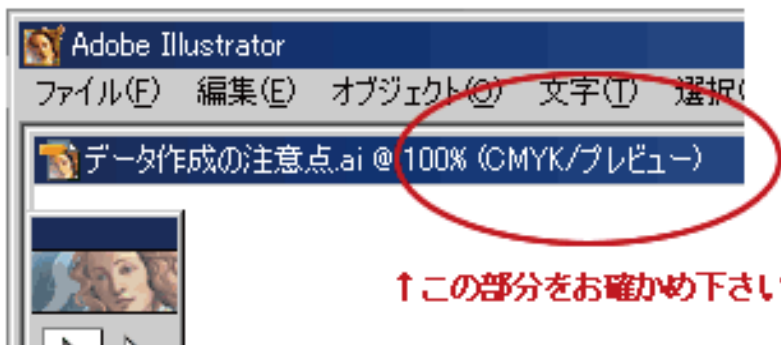 Adobe Illustrator
ファイル(F) 編集(E) オブジェクト(O) 文字(T) 選択(
データ作成の注意点.ai @ 100% (CMYK/プレビュー)
↑この部分をお確かめ下さい